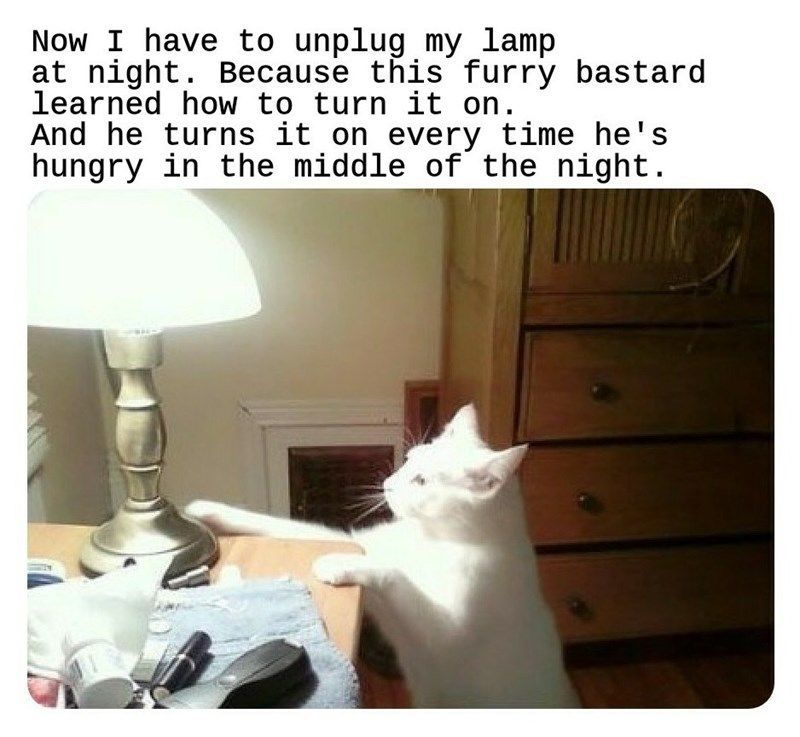 Now I have to unplug my lamp
at night. Because this furry bastard
learned how to turn it on.
And he turns it on every time he's
hungry in the middle of the night.